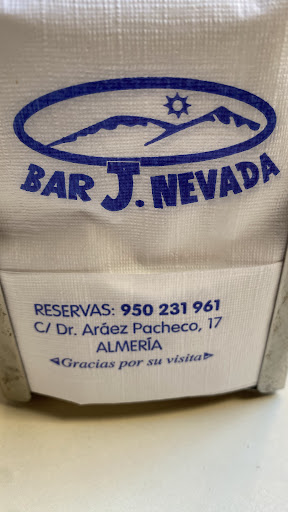 BAR J. NEVADA
RESERVAS: 950 231 961
C/ Dr. Aráez Pacheco, 17
ALMERÍA
Gracias por su visita